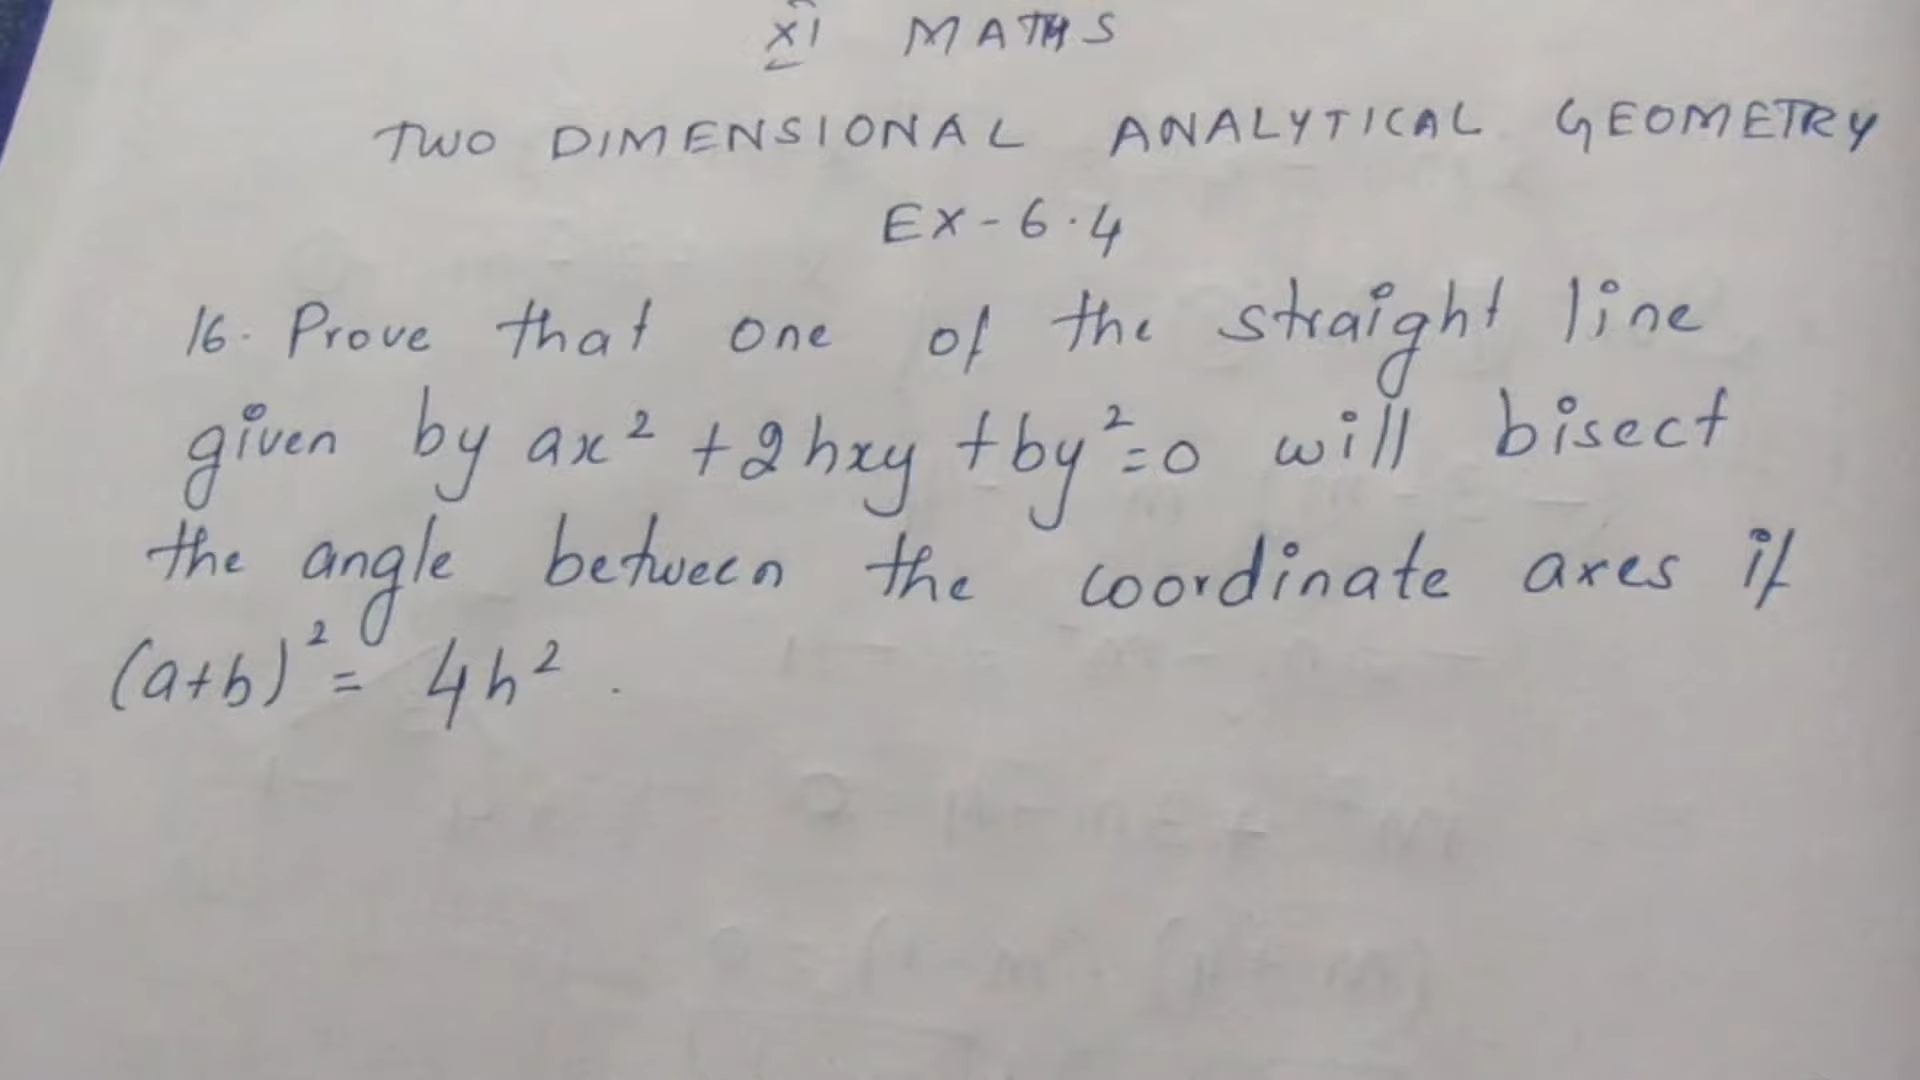 XI MATHS
TWO DIMENSIONAL ANALYTICAL GEOMETRY
EX-6.4
16. Prove that one of the straight line
given by ax² + 2hxy + by² = 0 will bisect
the angle between the coordinate axes if
(a+b)² = 4h².